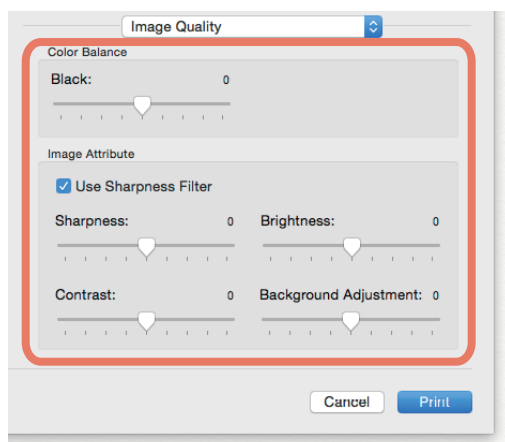 Image Quality
Color Balance
Black: 0
Image Attribute
Use Sharpness Filter
Sharpness: 0 Brightness: 0
Contrast: 0 Background Adjustment: 0
Cancel Print